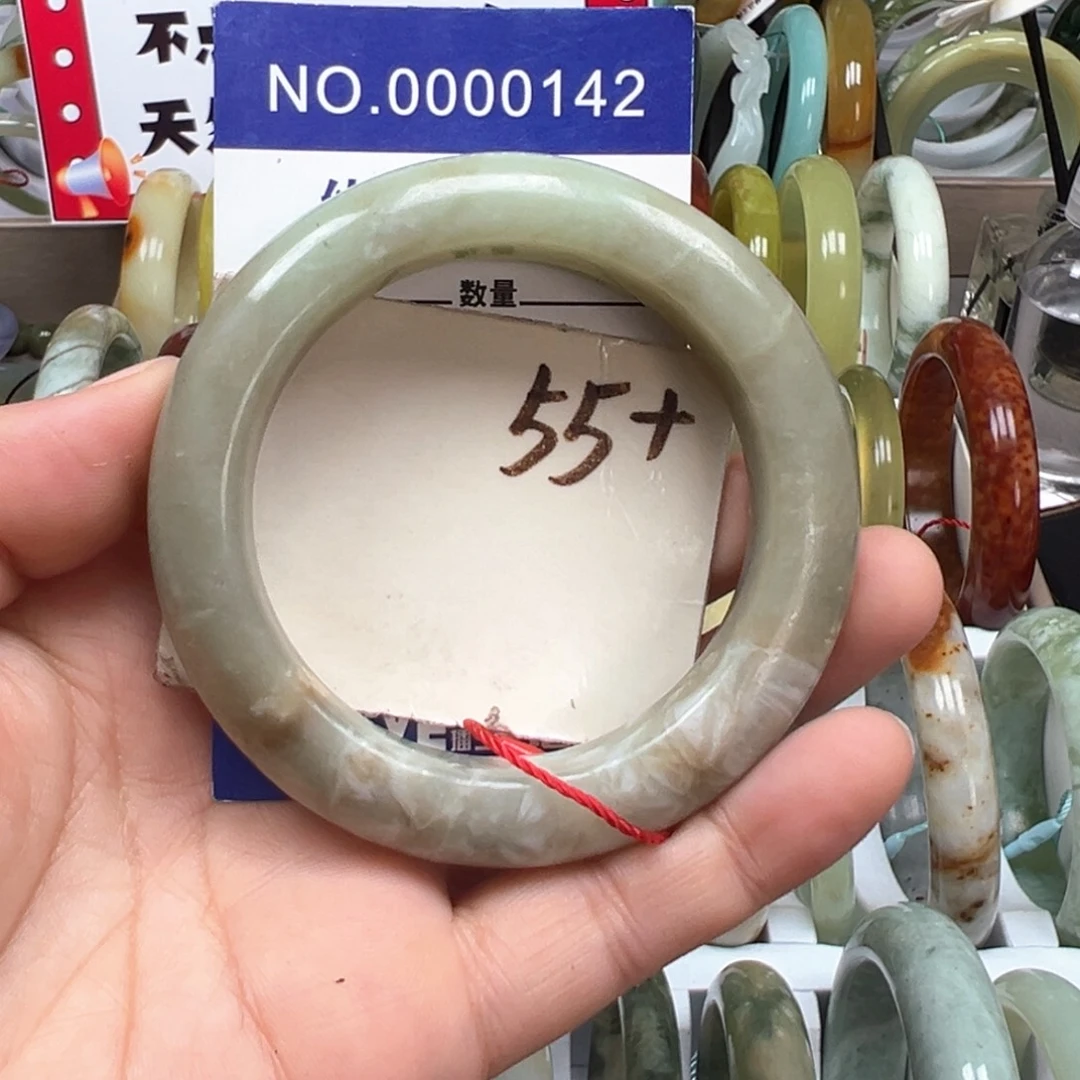 不
天
NO.0000142
数量
55+